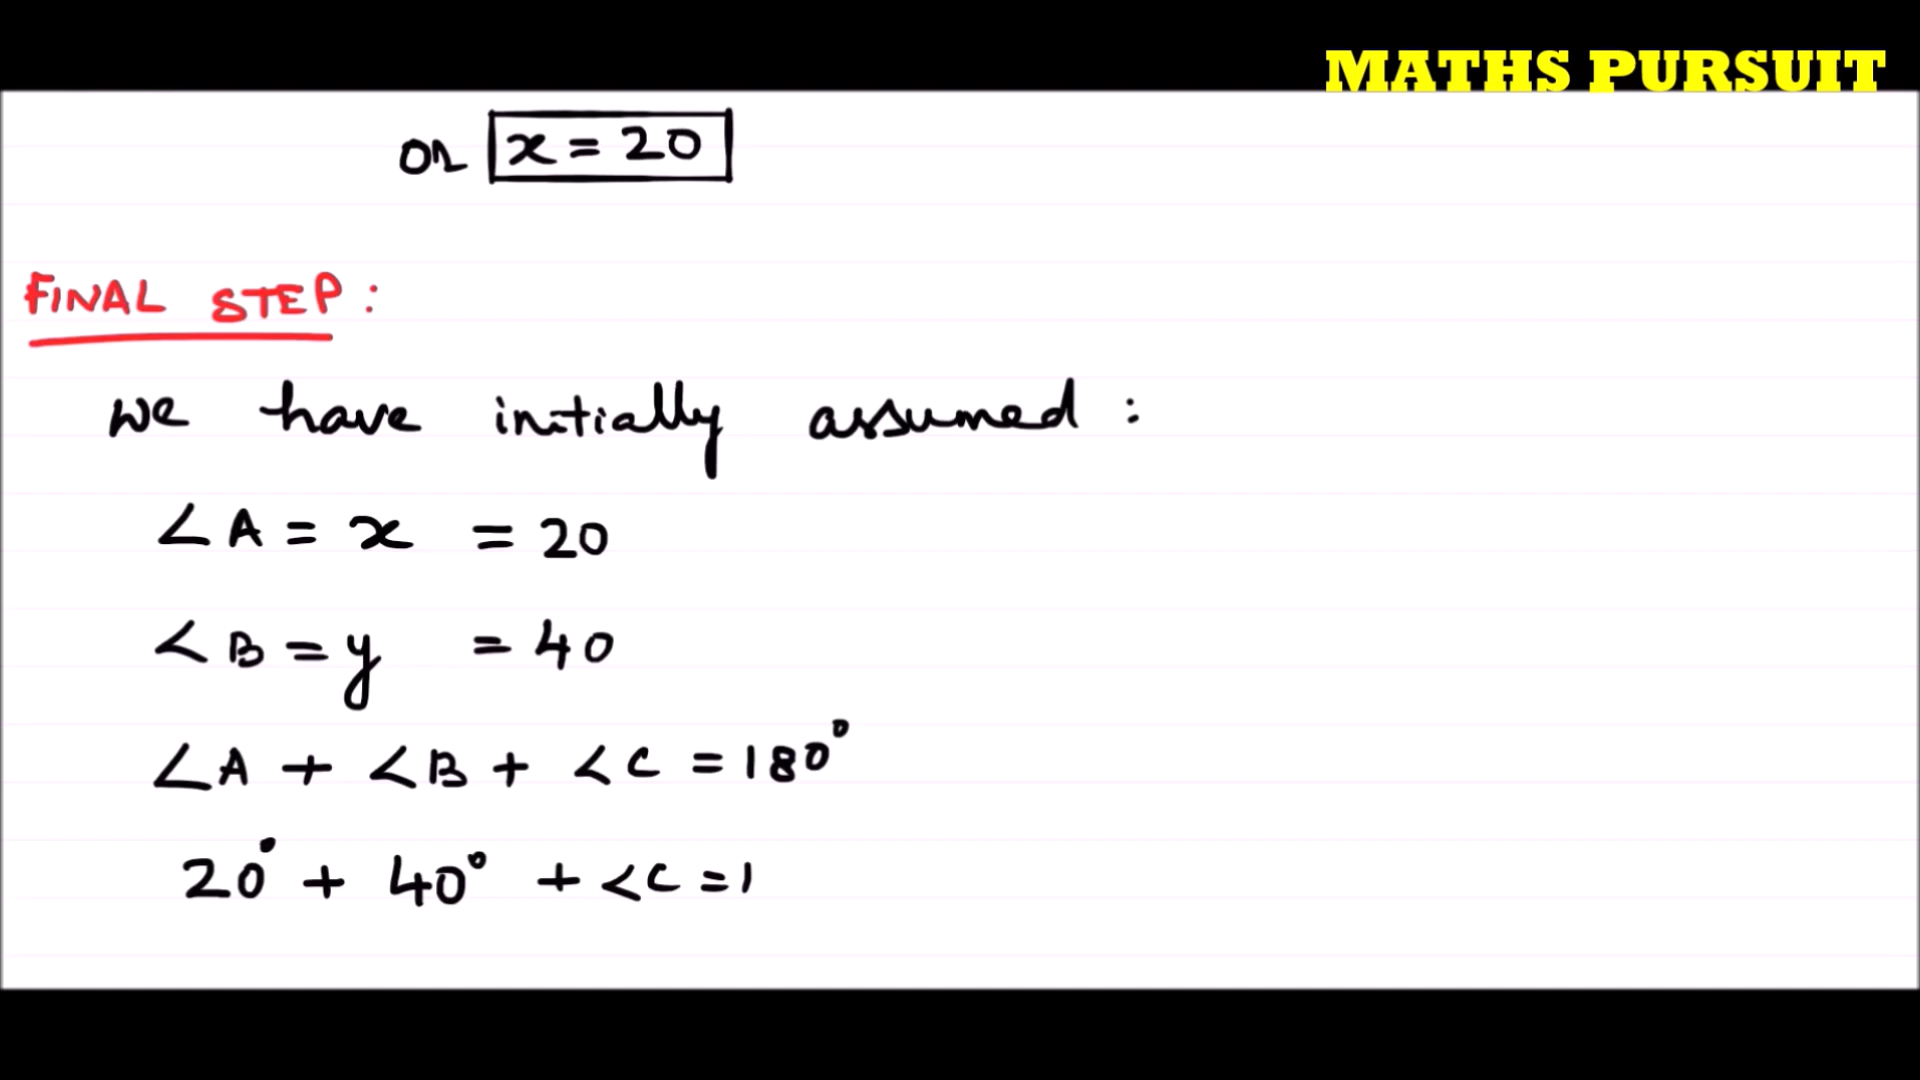 MATHS PURSUIT
or x = 20
FINAL STEP :
we have initially assumed :
∠A = x = 20
∠B = y = 40
∠A + ∠B + ∠C = 180°
20° + 40° + ∠C = 1